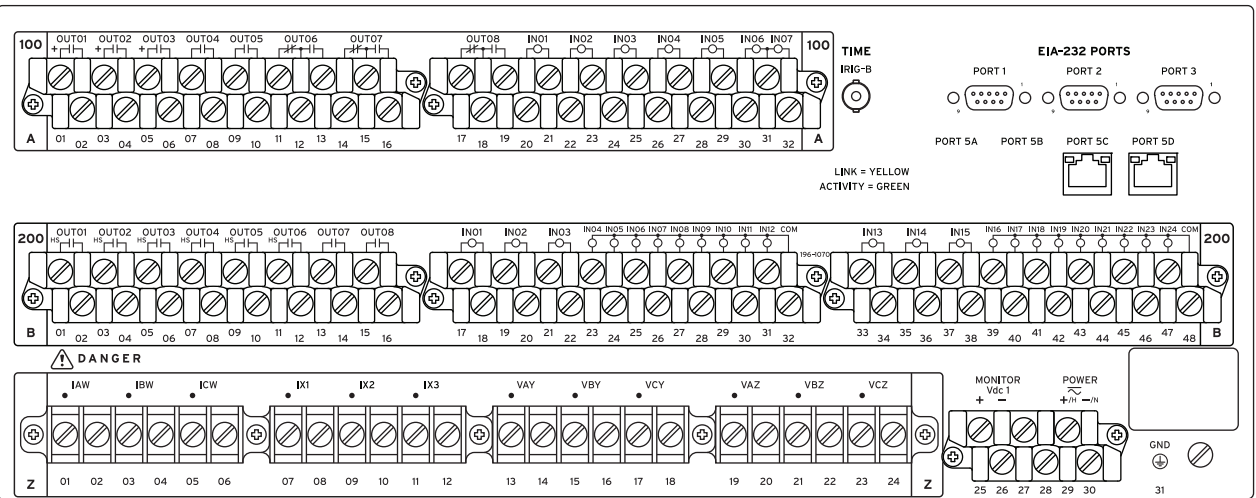 100 OUT01 OUT02 OUT03 OUT04 OUT05 OUT06 OUT07 OUT08 IN01 IN02 IN03 IN04 IN05 IN06 IN07 100
+ + +
A 01 02 03 04 05 06 07 08 09 10 11 12 13 14 15 16 17 18 19 20 21 22 23 24 25 26 27 28 29 30 31 32 A
TIME
IRIG-B
EIA-232 PORTS
PORT 1 PORT 2 PORT 3
1 1 1
9 9 9
PORT 5A PORT 5B PORT 5C PORT 5D
LINK = YELLOW
ACTIVITY = GREEN
200 OUT01 OUT02 OUT03 OUT04 OUT05 OUT06 OUT07 OUT08 IN01 IN02 IN03 IN04 IN05 IN06 IN07 IN08 IN09 IN10 IN11 IN12 COM IN13 IN14 IN15 IN16 IN17 IN18 IN19 IN20 IN21 IN22 IN23 IN24 COM 200
HS HS HS HS HS HS
196-1070
B 01 02 03 04 05 06 07 08 09 10 11 12 13 14 15 16 17 18 19 20 21 22 23 24 25 26 27 28 29 30 31 32 33 34 35 36 37 38 39 40 41 42 43 44 45 46 47 48 B
DANGER
IAW IBW ICW IX1 IX2 IX3 VAY VBY VCY VAZ VBZ VCZ
Z 01 02 03 04 05 06 07 08 09 10 11 12 13 14 15 16 17 18 19 20 21 22 23 24 Z
MONITOR POWER
Vdc 1
+ − +/H −/N
25 26 27 28 29 30
GND
31